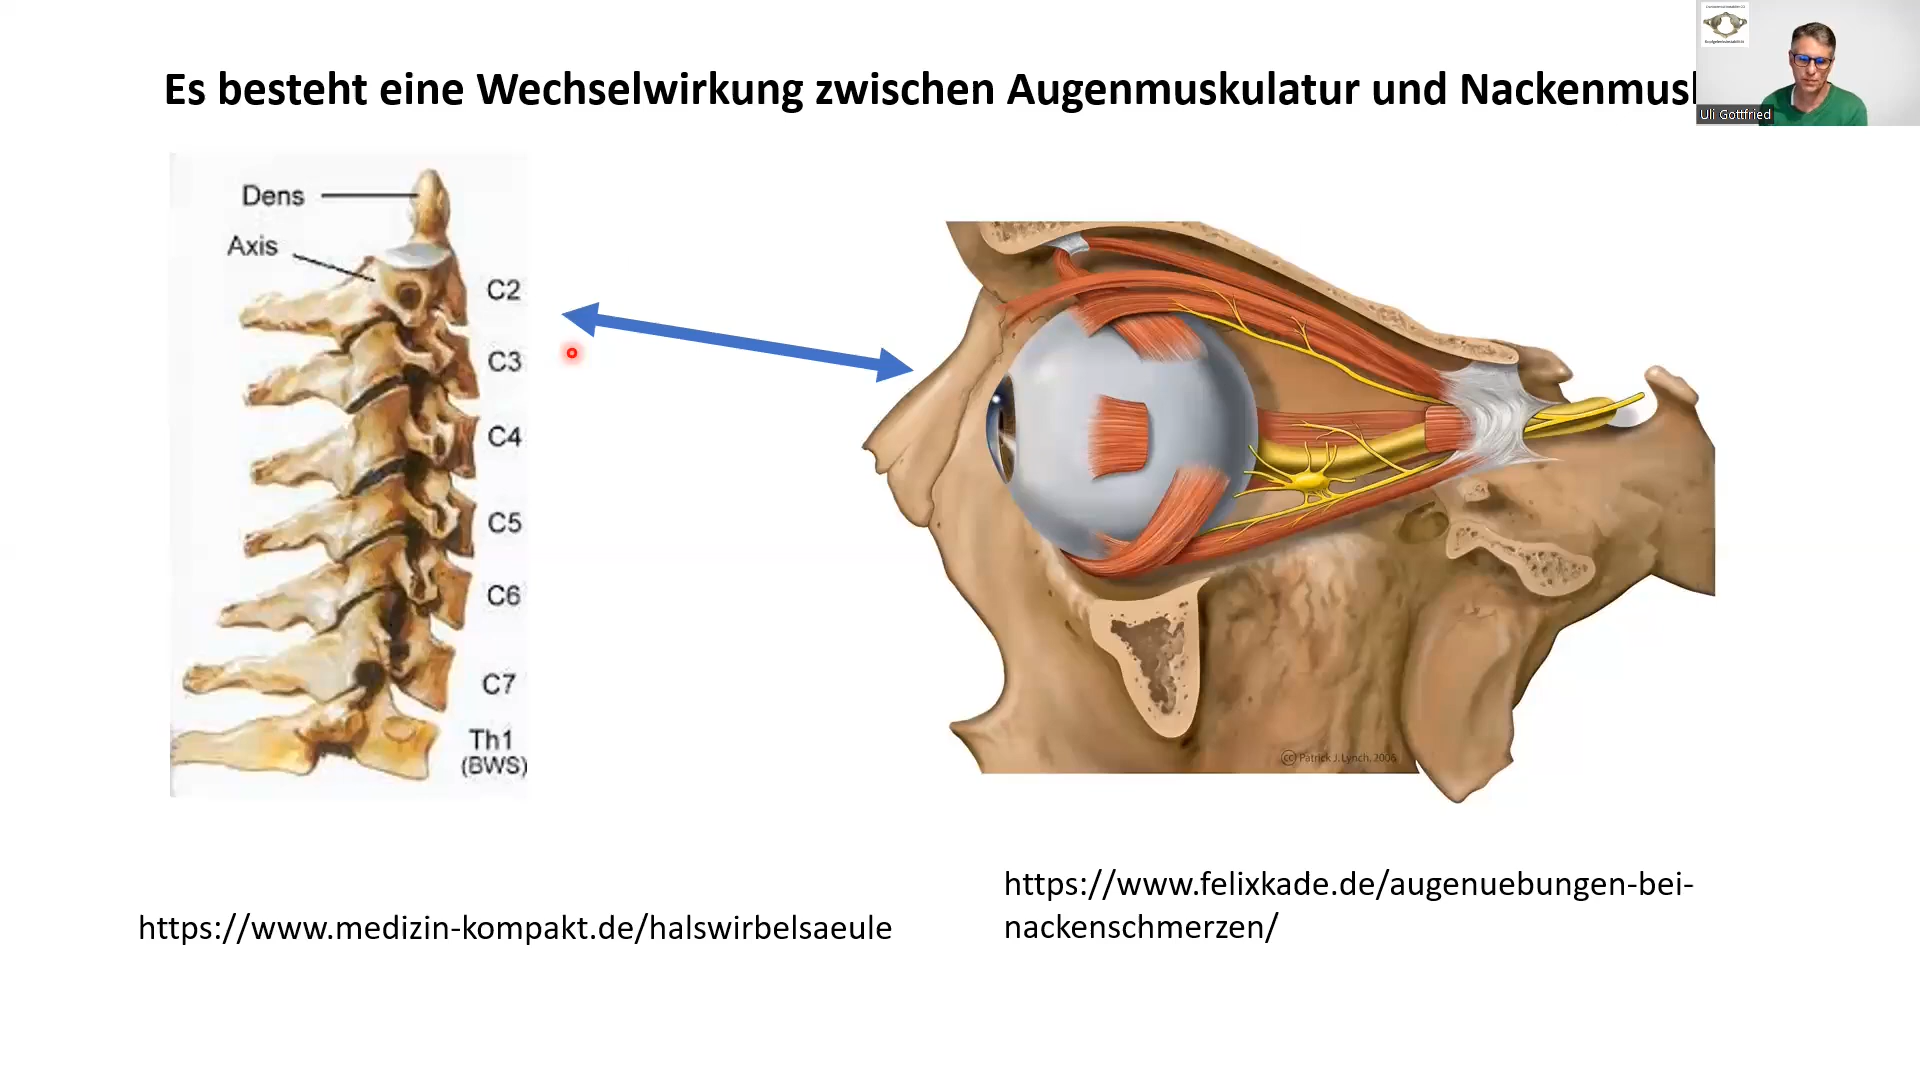 Es besteht eine Wechselwirkung zwischen Augenmuskulatur und Nackenmusk
Uli Gottfried
Dens
Axis
C2
C3
C4
C5
C6
C7
Th1
(BWS)
(cc) Patrick J. Lynch, 2006
https://www.medizin-kompakt.de/halswirbelsaeule
https://www.felixkade.de/augenuebungen-bei-
nackenschmerzen/